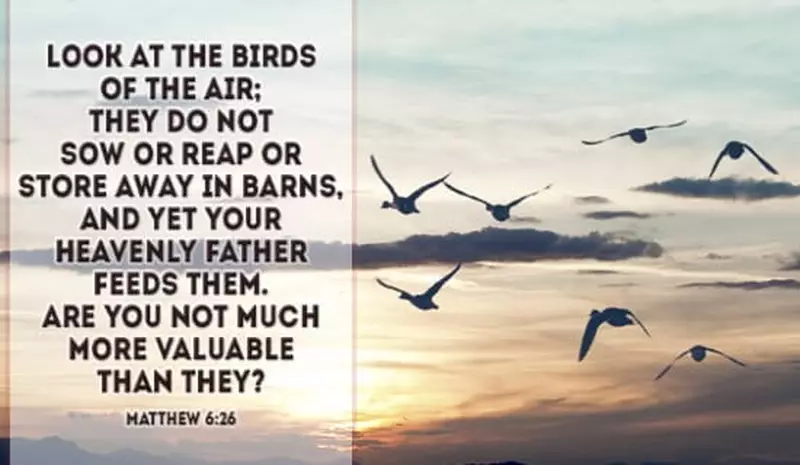 LOOK AT THE BIRDS
OF THE AIR;
THEY DO NOT
SOW OR REAP OR
STORE AWAY IN BARNS,
AND YET YOUR
HEAVENLY FATHER
FEEDS THEM.
ARE YOU NOT MUCH
MORE VALUABLE
THAN THEY?
MATTHEW 6:26